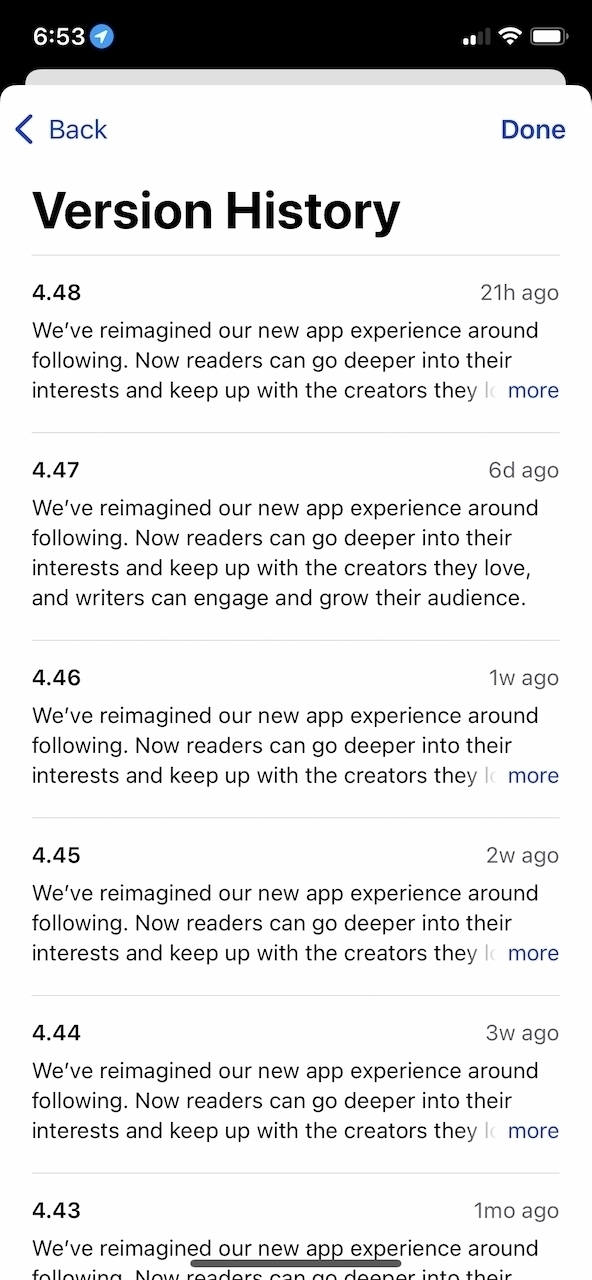 6:53
Back
Done
Version History
4.48
21h ago
We’ve reimagined our new app experience around
following. Now readers can go deeper into their
interests and keep up with the creators they
more
4.47
6d ago
We’ve reimagined our new app experience around
following. Now readers can go deeper into their
interests and keep up with the creators they love,
and writers can engage and grow their audience.
4.46
1w ago
We’ve reimagined our new app experience around
following. Now readers can go deeper into their
interests and keep up with the creators they
more
4.45
2w ago
We’ve reimagined our new app experience around
following. Now readers can go deeper into their
interests and keep up with the creators they
more
4.44
3w ago
We’ve reimagined our new app experience around
following. Now readers can go deeper into their
interests and keep up with the creators they
more
4.43
1mo ago
We’ve reimagined our new app experience around
following. Now readers can go deeper into their